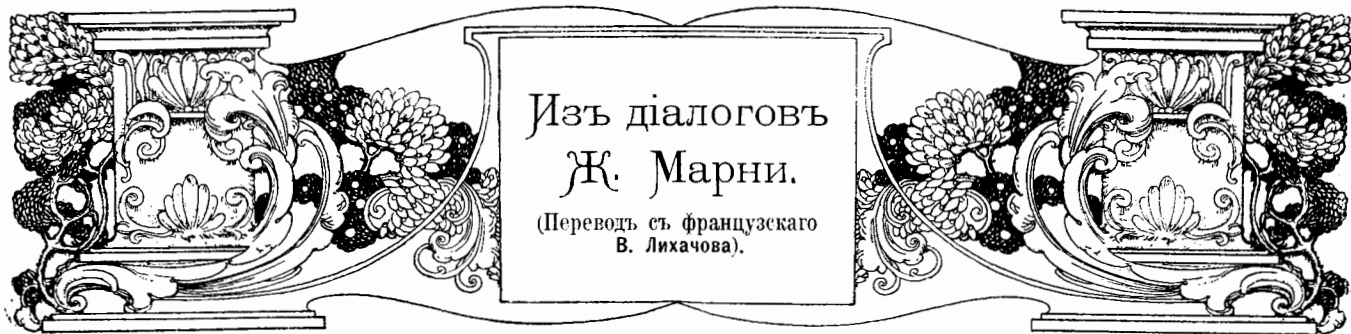 Изъ діалоговъ
Ж. Марни.
(Переводъ съ французскаго
В. Лихачова).